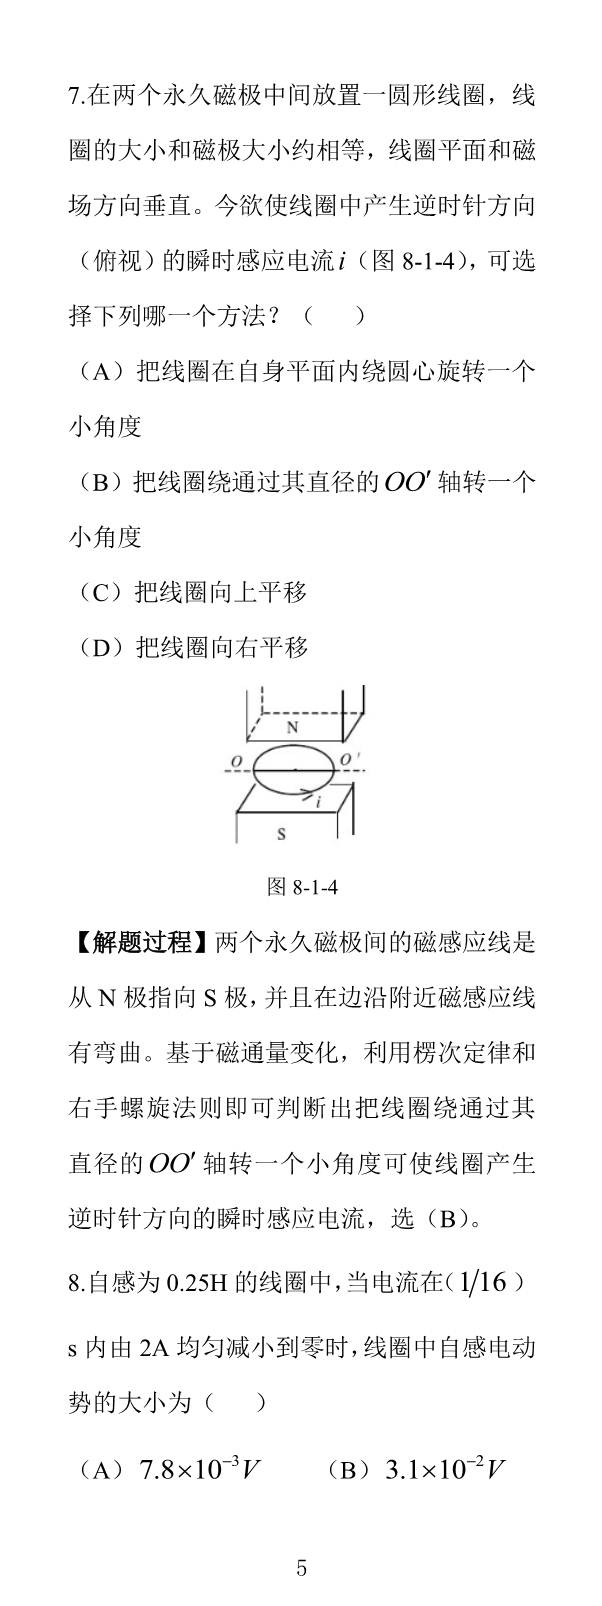 7.在两个永久磁极中间放置一圆形线圈，线
圈的大小和磁极大小约相等，线圈平面和磁
场方向垂直。今欲使线圈中产生逆时针方向
（俯视）的瞬时感应电流i（图 8-1-4），可选
择下列哪一个方法？（　　）
（A）把线圈在自身平面内绕圆心旋转一个
小角度
（B）把线圈绕通过其直径的OO′轴转一个
小角度
（C）把线圈向上平移
（D）把线圈向右平移
N
O O′
i
S
图 8-1-4
【解题过程】两个永久磁极间的磁感应线是
从 N 极指向 S 极，并且在边沿附近磁感应线
有弯曲。基于磁通量变化，利用楞次定律和
右手螺旋法则即可判断出把线圈绕通过其
直径的OO′轴转一个小角度可使线圈产生
逆时针方向的瞬时感应电流，选（B）。
8.自感为 0.25H 的线圈中，当电流在（1/16）
s 内由 2A 均匀减小到零时，线圈中自感电动
势的大小为（　　）
（A）7.8×10⁻³V （B）3.1×10⁻²V
5